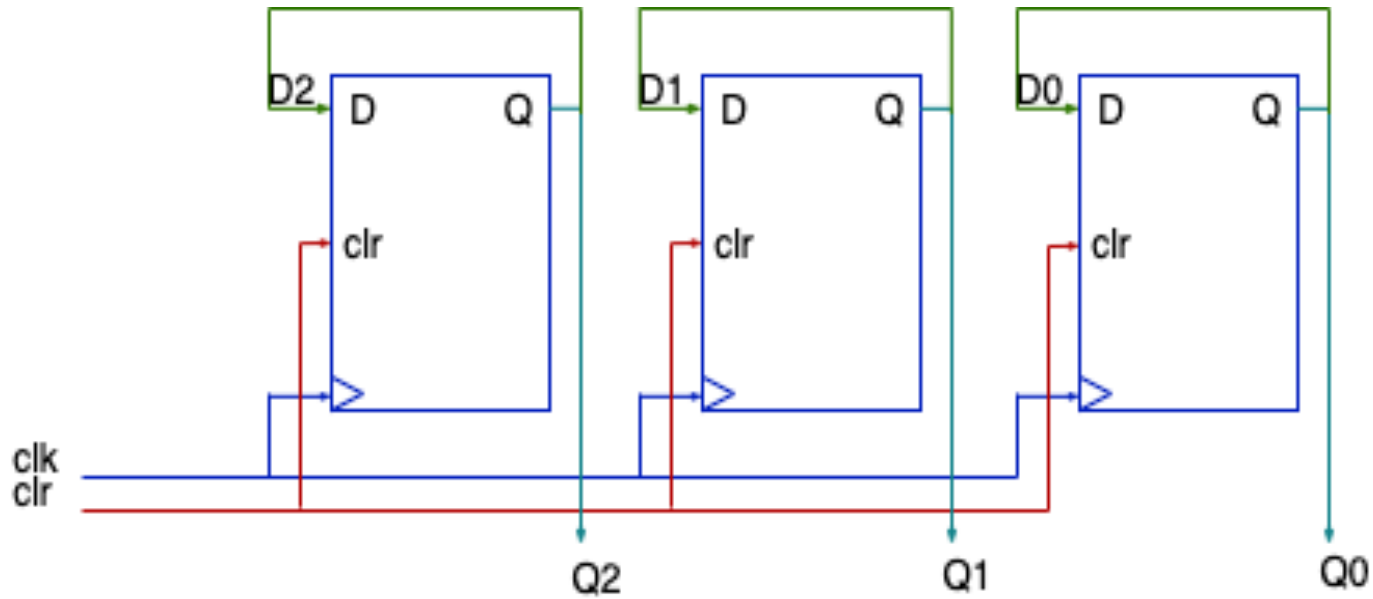 D2 D1 D0
D Q D Q D Q
clr clr clr
clk
clr
Q2 Q1 Q0